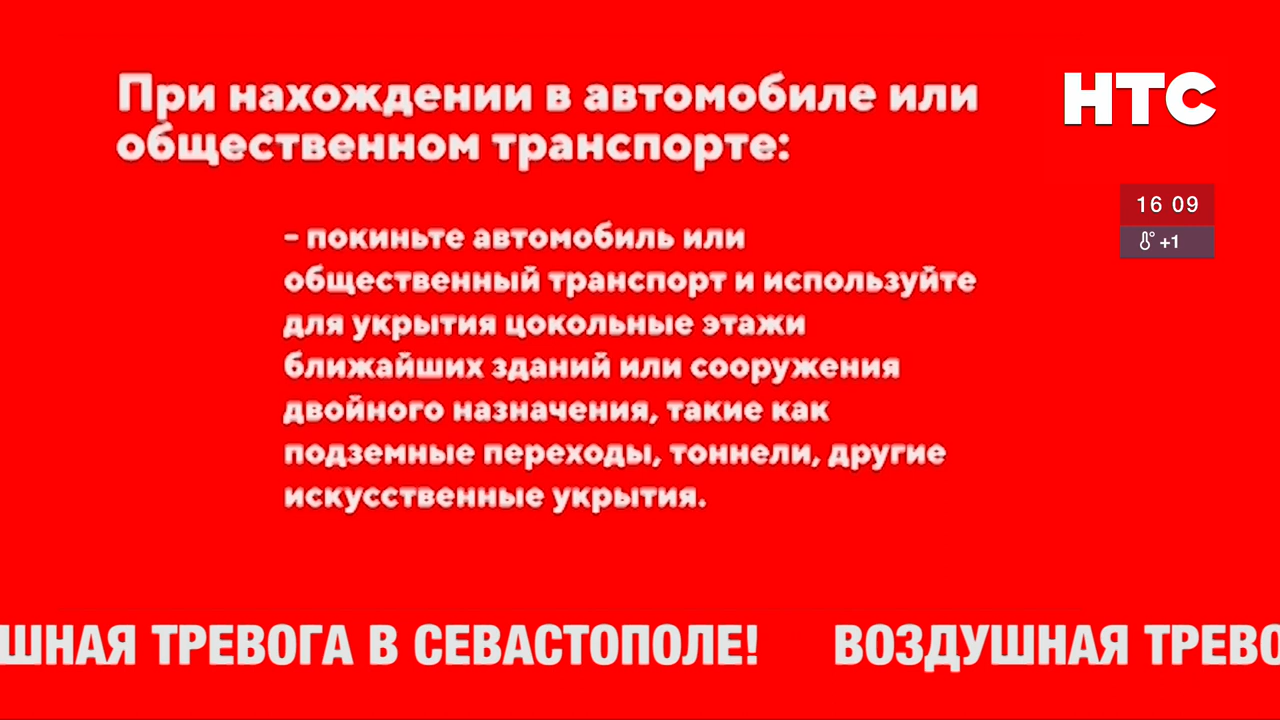 При нахождении в автомобиле или
общественном транспорте:
НТС
16 09
+1
– покиньте автомобиль или
общественный транспорт и используйте
для укрытия цокольные этажи
ближайших зданий или сооружения
двойного назначения, такие как
подземные переходы, тоннели, другие
искусственные укрытия.
ШНАЯ ТРЕВОГА В СЕВАСТОПОЛЕ! ВОЗДУШНАЯ ТРЕВО